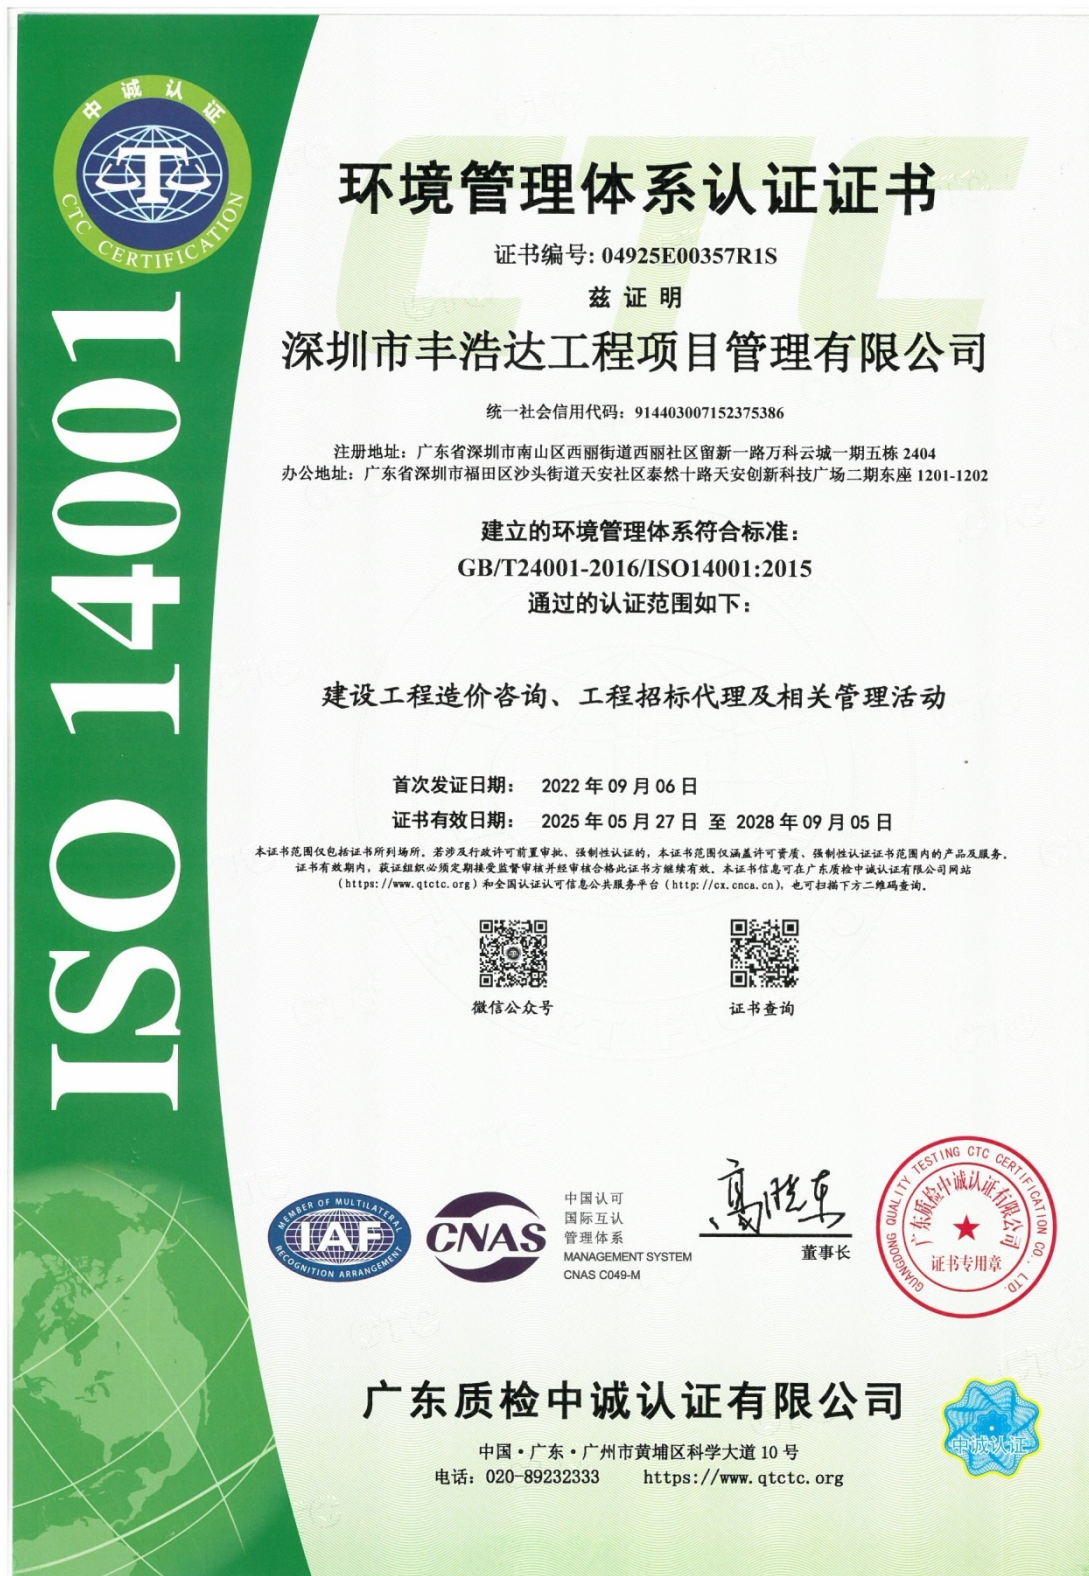 中诚认证
CTC CERTIFICATION
ISO 14001
CTC
环境管理体系认证证书
证书编号: 04925E00357R1S
兹 证 明
深圳市丰浩达工程项目管理有限公司
统一社会信用代码: 914403007152375386
注册地址: 广东省深圳市南山区西丽街道西丽社区留新一路万科云城一期五栋 2404
办公地址: 广东省深圳市福田区沙头街道天安社区泰然十路天安创新科技广场二期东座 1201-1202
建立的环境管理体系符合标准:
GB/T24001-2016/ISO14001:2015
通过的认证范围如下:
建设工程造价咨询、工程招标代理及相关管理活动
首次发证日期: 2022 年 09 月 06 日
证书有效日期: 2025 年 05 月 27 日 至 2028 年 09 月 05 日
本证书范围仅包括证书所列场所。若涉及行政许可前置审批、强制性认证的，本证书范围仅涵盖许可资质、强制性认证证书范围内的产品及服务。
证书有效期内，获证组织必须定期接受监督审核并经审核合格此证书方继续有效。本证书信息可在广东质检中诚认证有限公司网站
(https://www.qtctc.org) 和全国认证认可信息公共服务平台 (http://cx.cnca.cn)，也可扫描下方二维码查询。
微信公众号
证书查询
MEMBER OF MULTILATERAL
IAF
RECOGNITION ARRANGEMENT
CNAS
中国认可
国际互认
管理体系
MANAGEMENT SYSTEM
CNAS C049-M
高晓东
董事长
GUANGDONG QUALITY TESTING CTC CERTIFICATION CO., LTD.
广东质检中诚认证有限公司
证书专用章
广东质检中诚认证有限公司
中国·广东·广州市黄埔区科学大道 10 号
电话: 020-89232333 https://www.qtctc.org
中诚认证